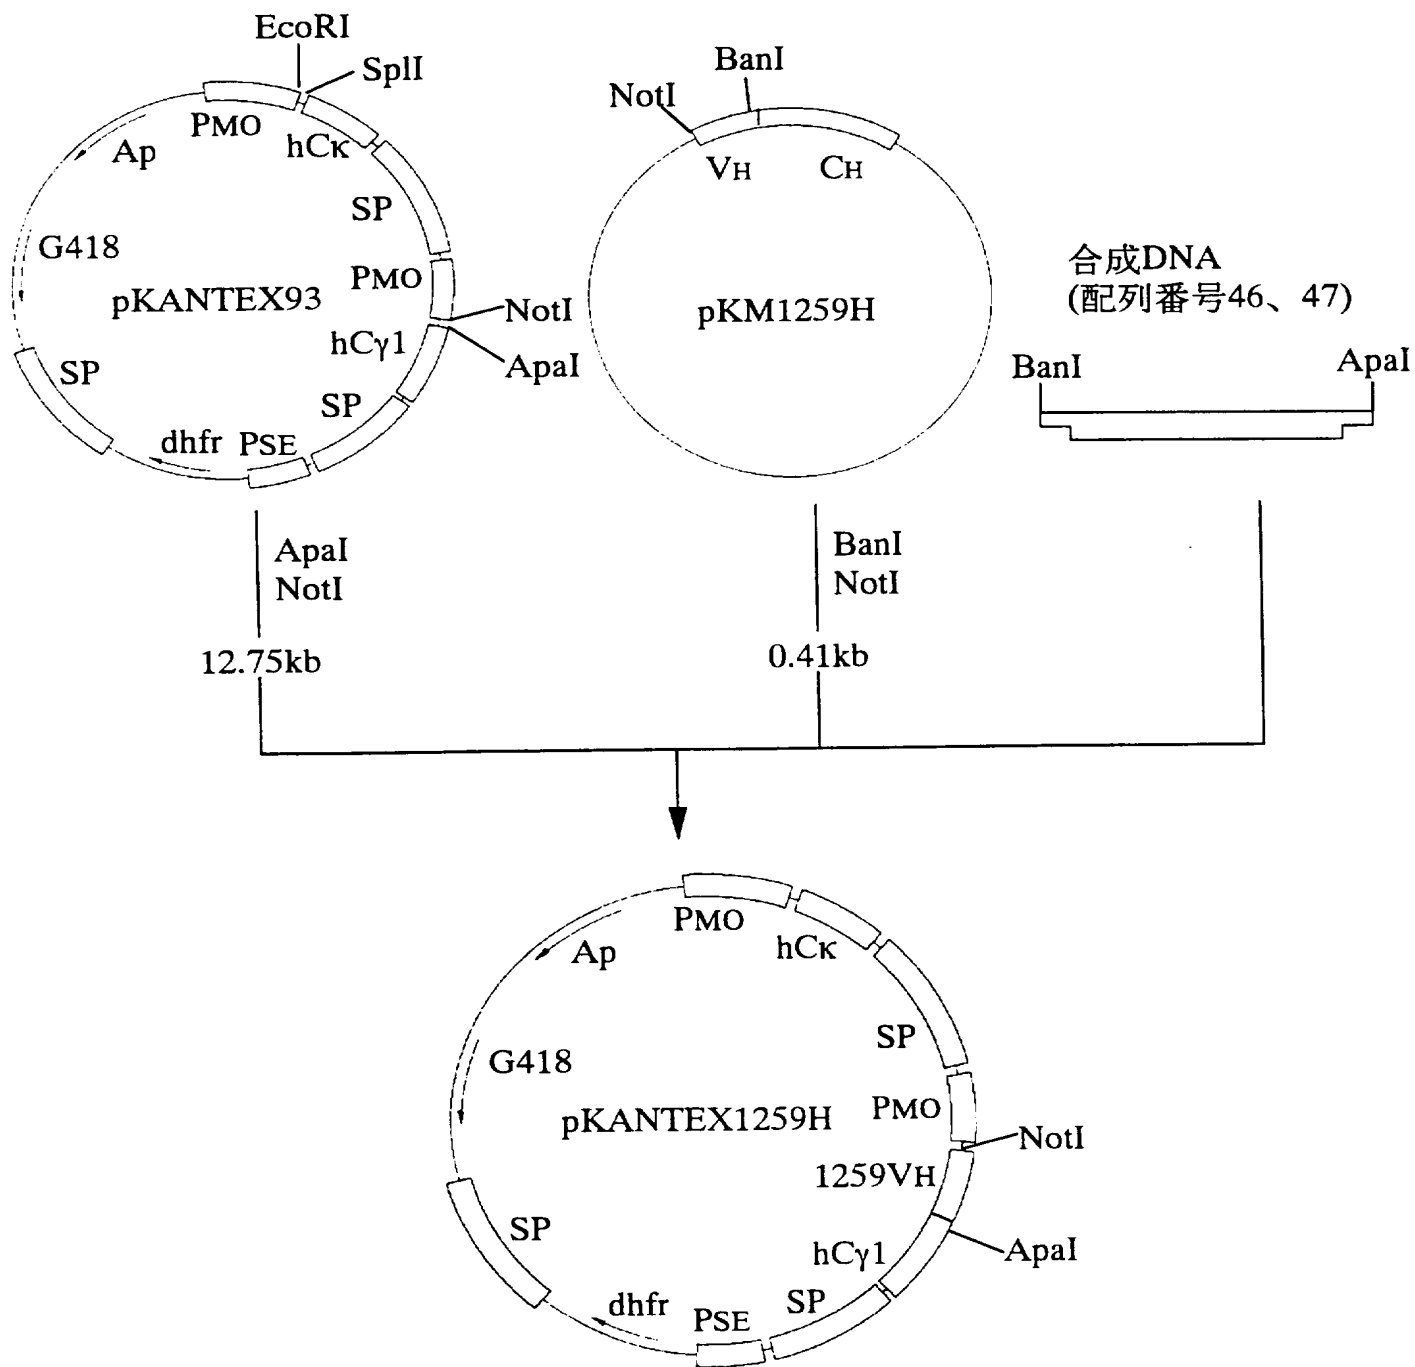 EcoRI
SplI
PMO
hCκ
Ap
SP
G418
PMO
pKANTEX93
NotI
hCγ1
ApaI
SP
SP
dhfr
PSE
BanI
NotI
VH
CH
pKM1259H
合成DNA
(配列番号46、47)
BanI
ApaI
ApaI
NotI
12.75kb
BanI
NotI
0.41kb
PMO
hCκ
Ap
SP
G418
PMO
pKANTEX1259H
NotI
1259VH
SP
hCγ1
ApaI
SP
dhfr
PSE